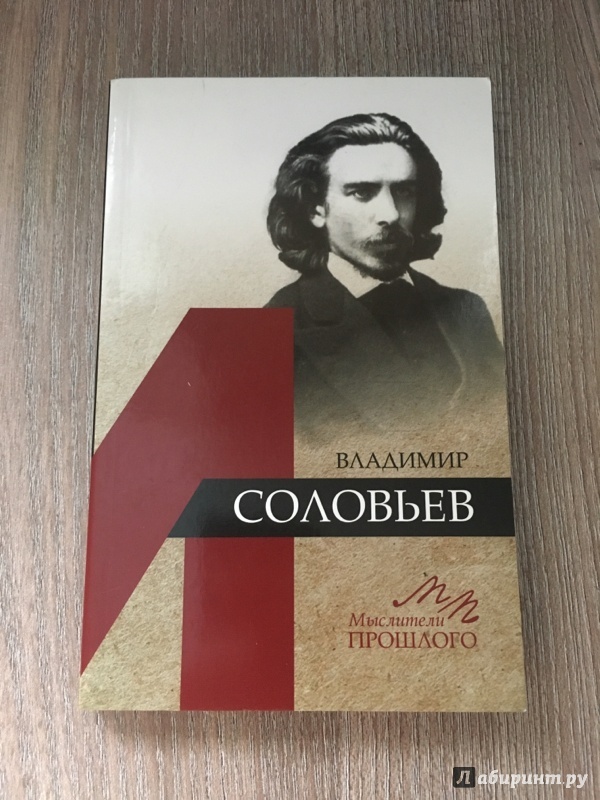 ВЛАДИМИР
СОЛОВЬЕВ
МП
Мыслители
ПРОШЛОГО
Лабиринт.ру